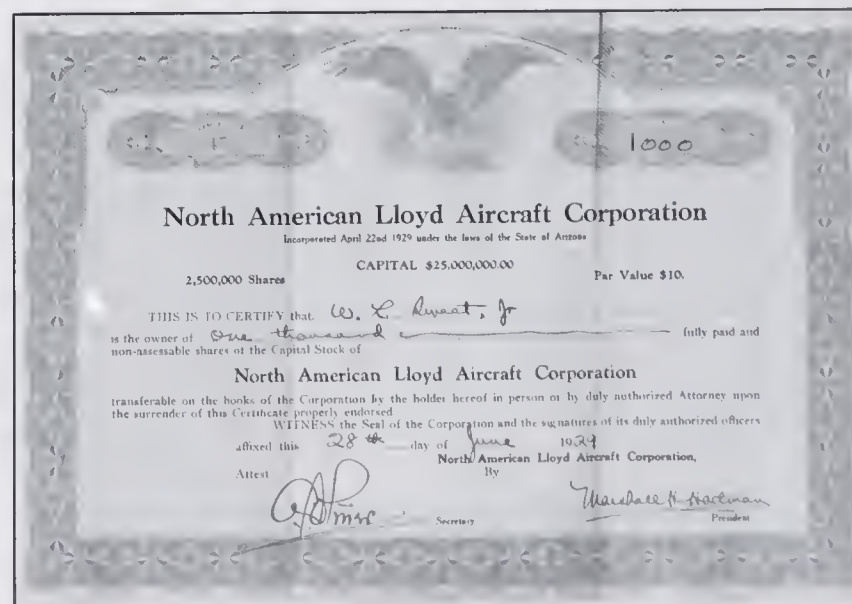 1000
North American Lloyd Aircraft Corporation
Incorporated April 22nd 1929 under the laws of the State of Arizona
CAPITAL $25,000,000.00
2,500,000 Shares Par Value $10.
THIS IS TO CERTIFY that W. L. Jr
is the owner of One thousand fully paid and
non-assessable shares of the Capital Stock of
North American Lloyd Aircraft Corporation
transferable on the books of the Corporation by the holder hereof in person or by duly authorized Attorney upon
the surrender of this Certificate properly endorsed
WITNESS the Seal of the Corporation and the signatures of its duly authorized officers
affixed this 28th day of June 1929
North American Lloyd Aircraft Corporation,
Attest By
Marshall H. Hartman
Secretary President